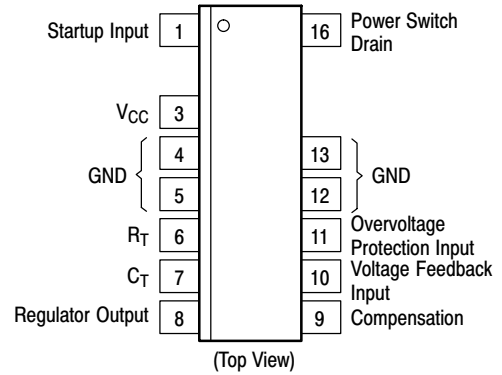 Startup Input 1
16 Power Switch
Drain
VCC 3
4
13
GND
GND
5
12
RT 6
11 Overvoltage
Protection Input
CT 7
10 Voltage Feedback
Input
Regulator Output 8
9 Compensation
(Top View)